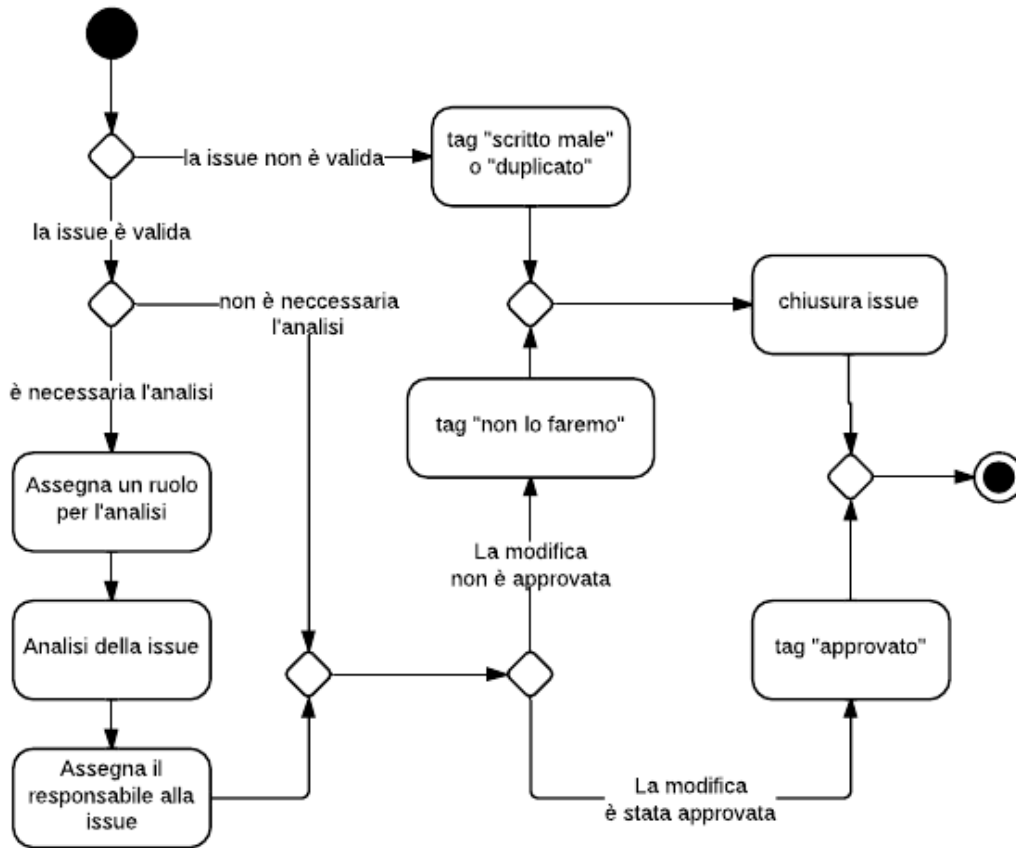 tag "scritto male"
o "duplicato"
la issue non è valida
la issue è valida
non è neccessaria
l'analisi
chiusura issue
è necessaria l'analisi
tag "non lo faremo"
Assegna un ruolo
per l'analisi
La modifica
non è approvata
Analisi della issue
tag "approvato"
Assegna il
responsabile alla
issue
La modifica
è stata approvata